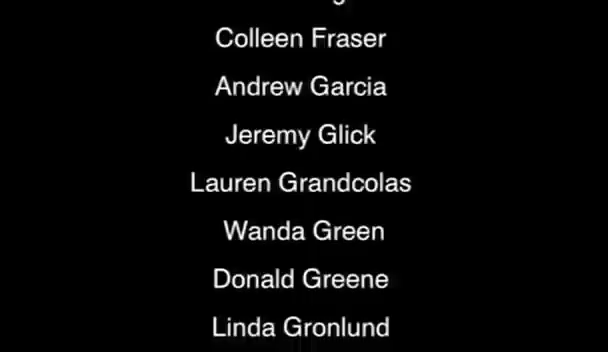 Colleen Fraser
Andrew Garcia
Jeremy Glick
Lauren Grandcolas
Wanda Green
Donald Greene
Linda Gronlund